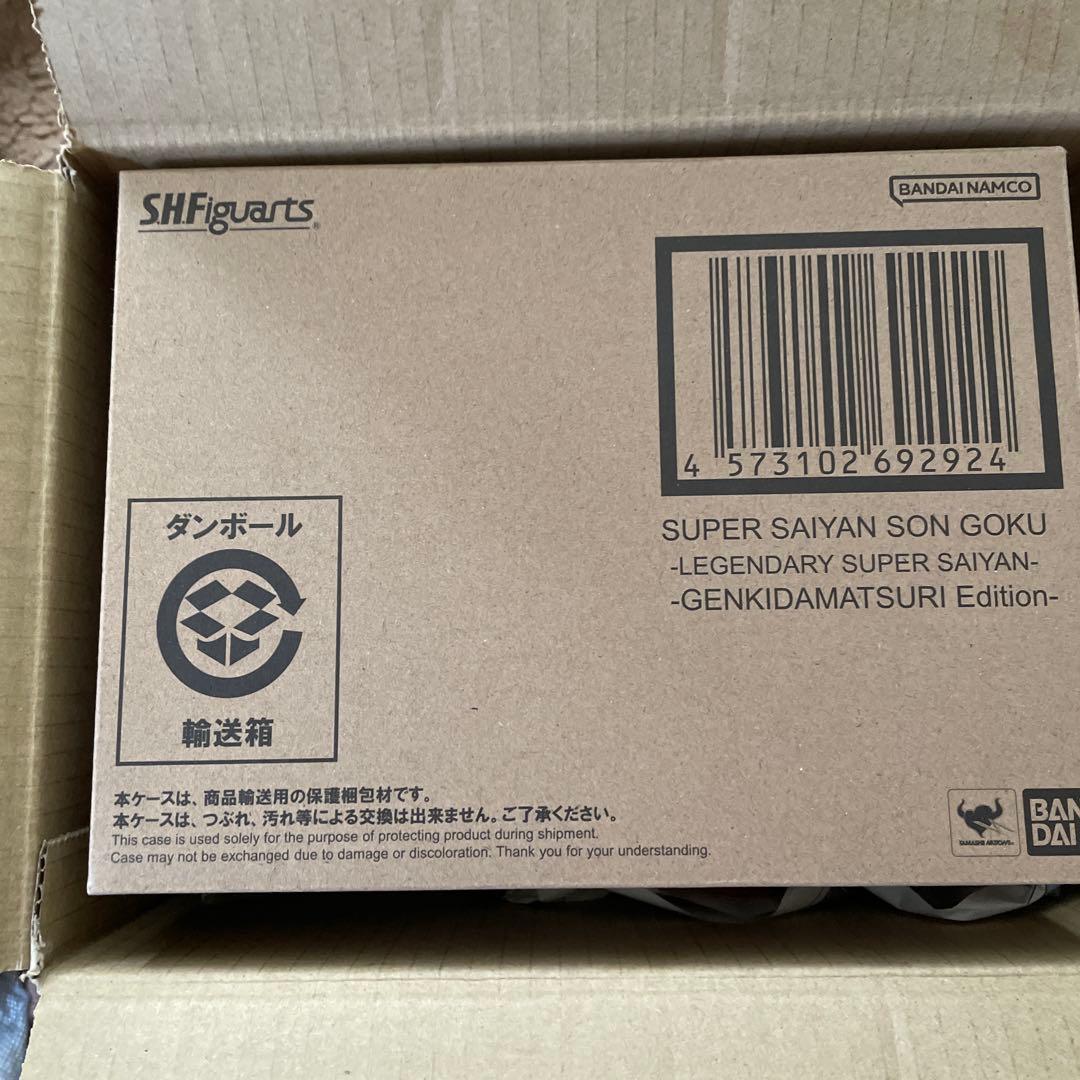 S.H.Figuarts®
BANDAI NAMCO
4 573102 692924
SUPER SAIYAN SON GOKU
-LEGENDARY SUPER SAIYAN-
-GENKIDAMATSURI Edition-
ダンボール
輸送箱
本ケースは、商品輸送用の保護梱包材です。
本ケースは、つぶれ、汚れ等による交換は出来ません。ご了承ください。
This case is used solely for the purpose of protecting product during shipment.
Case may not be exchanged due to damage or discoloration. Thank you for your understanding.
TAMASHII NATIONS
BAN
DAI